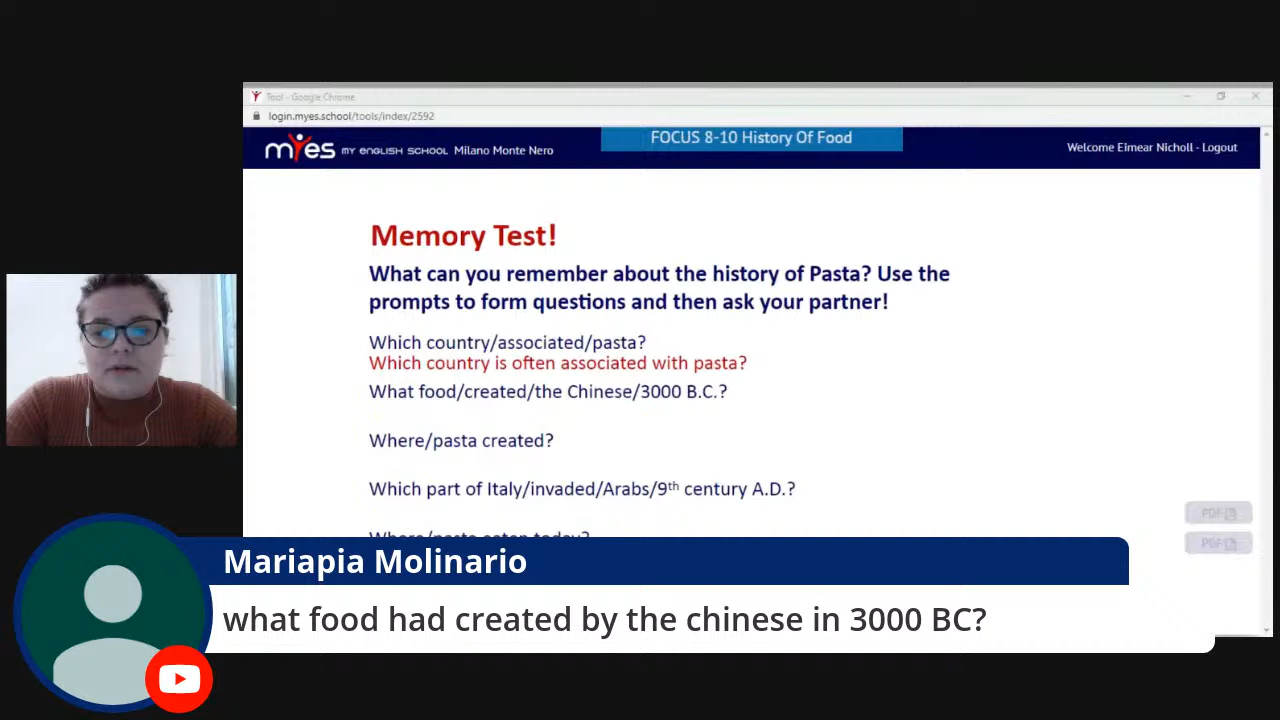 Tool - Google Chrome
login.myes.school/tools/index/2592
mYes MY ENGLISH SCHOOL Milano Monte Nero
FOCUS 8-10 History Of Food
Welcome Eimear Nicholl - Logout
Memory Test!
What can you remember about the history of Pasta? Use the
prompts to form questions and then ask your partner!
Which country/associated/pasta?
Which country is often associated with pasta?
What food/created/the Chinese/3000 B.C.?
Where/pasta created?
Which part of Italy/invaded/Arabs/9th century A.D.?
PDF
Where/pasta eaten today?
PDF
Mariapia Molinario
what food had created by the chinese in 3000 BC?